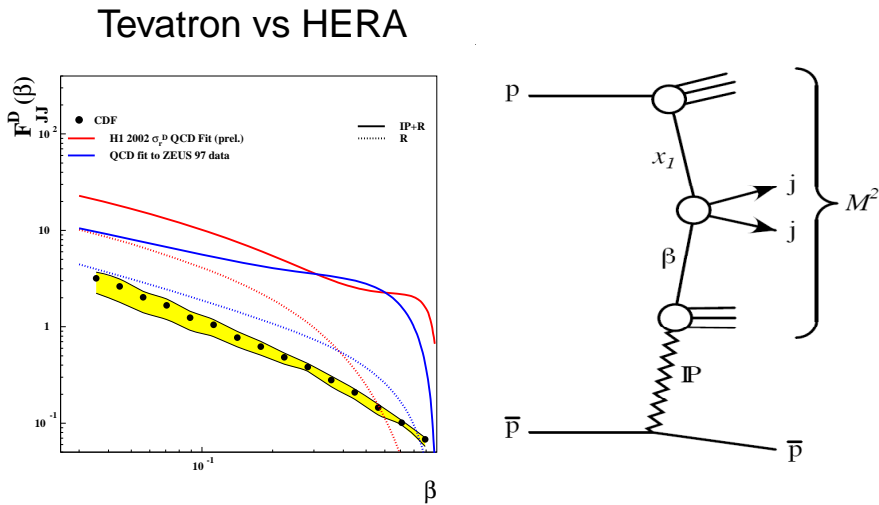 Tevatron vs HERA
F^D_JJ(β)
CDF
H1 2002 σ_r^D QCD Fit (prel.)
QCD fit to ZEUS 97 data
IP+R
R
10^2
10
1
10^-1
10^-1
β
p
x_1
j
j
M^2
β
IP
p̅
p̅